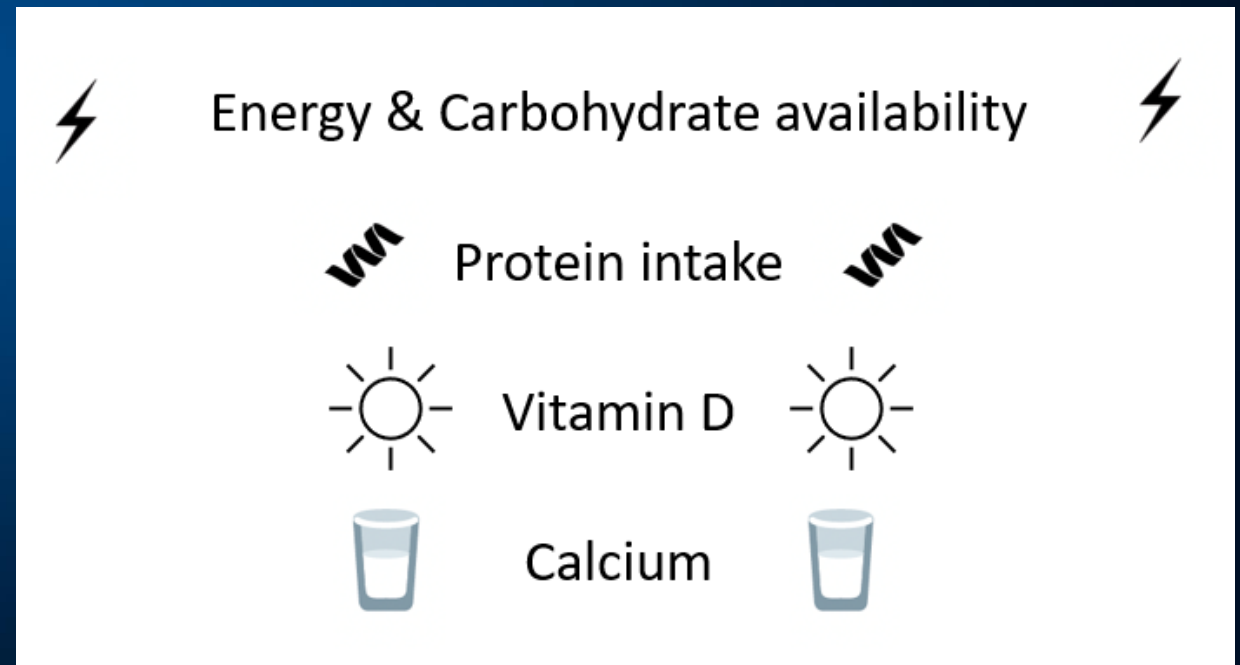 Energy & Carbohydrate availability
Protein intake
Vitamin D
Calcium